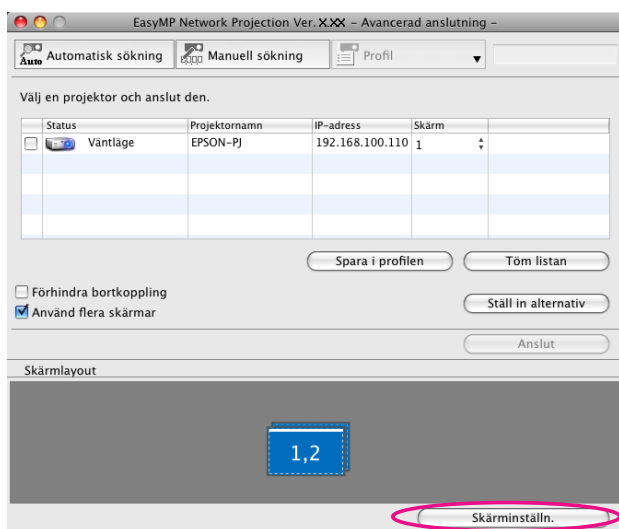 EasyMP Network Projection Ver. X.XX – Avancerad anslutning –
Auto Automatisk sökning Manuell sökning Profil
Välj en projektor och anslut den.
Status Projektornamn IP-adress Skärm
Väntläge EPSON-PJ 192.168.100.110 1
Spara i profilen Töm listan
Förhindra bortkoppling
Använd flera skärmar
Ställ in alternativ
Anslut
Skärmlayout
1,2
Skärminställn.